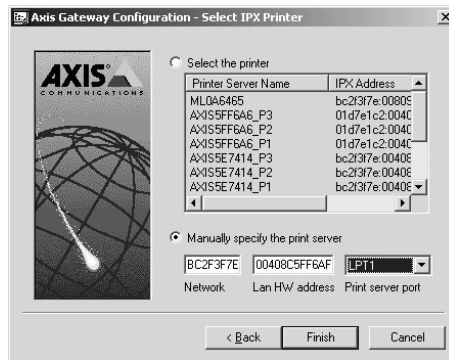 Axis Gateway Configuration - Select IPX Printer
AXIS
COMMUNICATIONS
Select the printer
Printer Server Name IPX Address
ML0A6465 bc2f3f7e:00809
AXIS5FF6A6_P3 01d7e1c2:0040
AXIS5FF6A6_P2 01d7e1c2:0040
AXIS5FF6A6_P1 01d7e1c2:0040
AXIS5E7414_P3 bc2f3f7e:00408
AXIS5E7414_P2 bc2f3f7e:00408
AXIS5E7414_P1 bc2f3f7e:00408
Manually specify the print server
BC2F3F7E 00408C5FF6AF LPT1
Network Lan HW address Print server port
< Back Finish Cancel